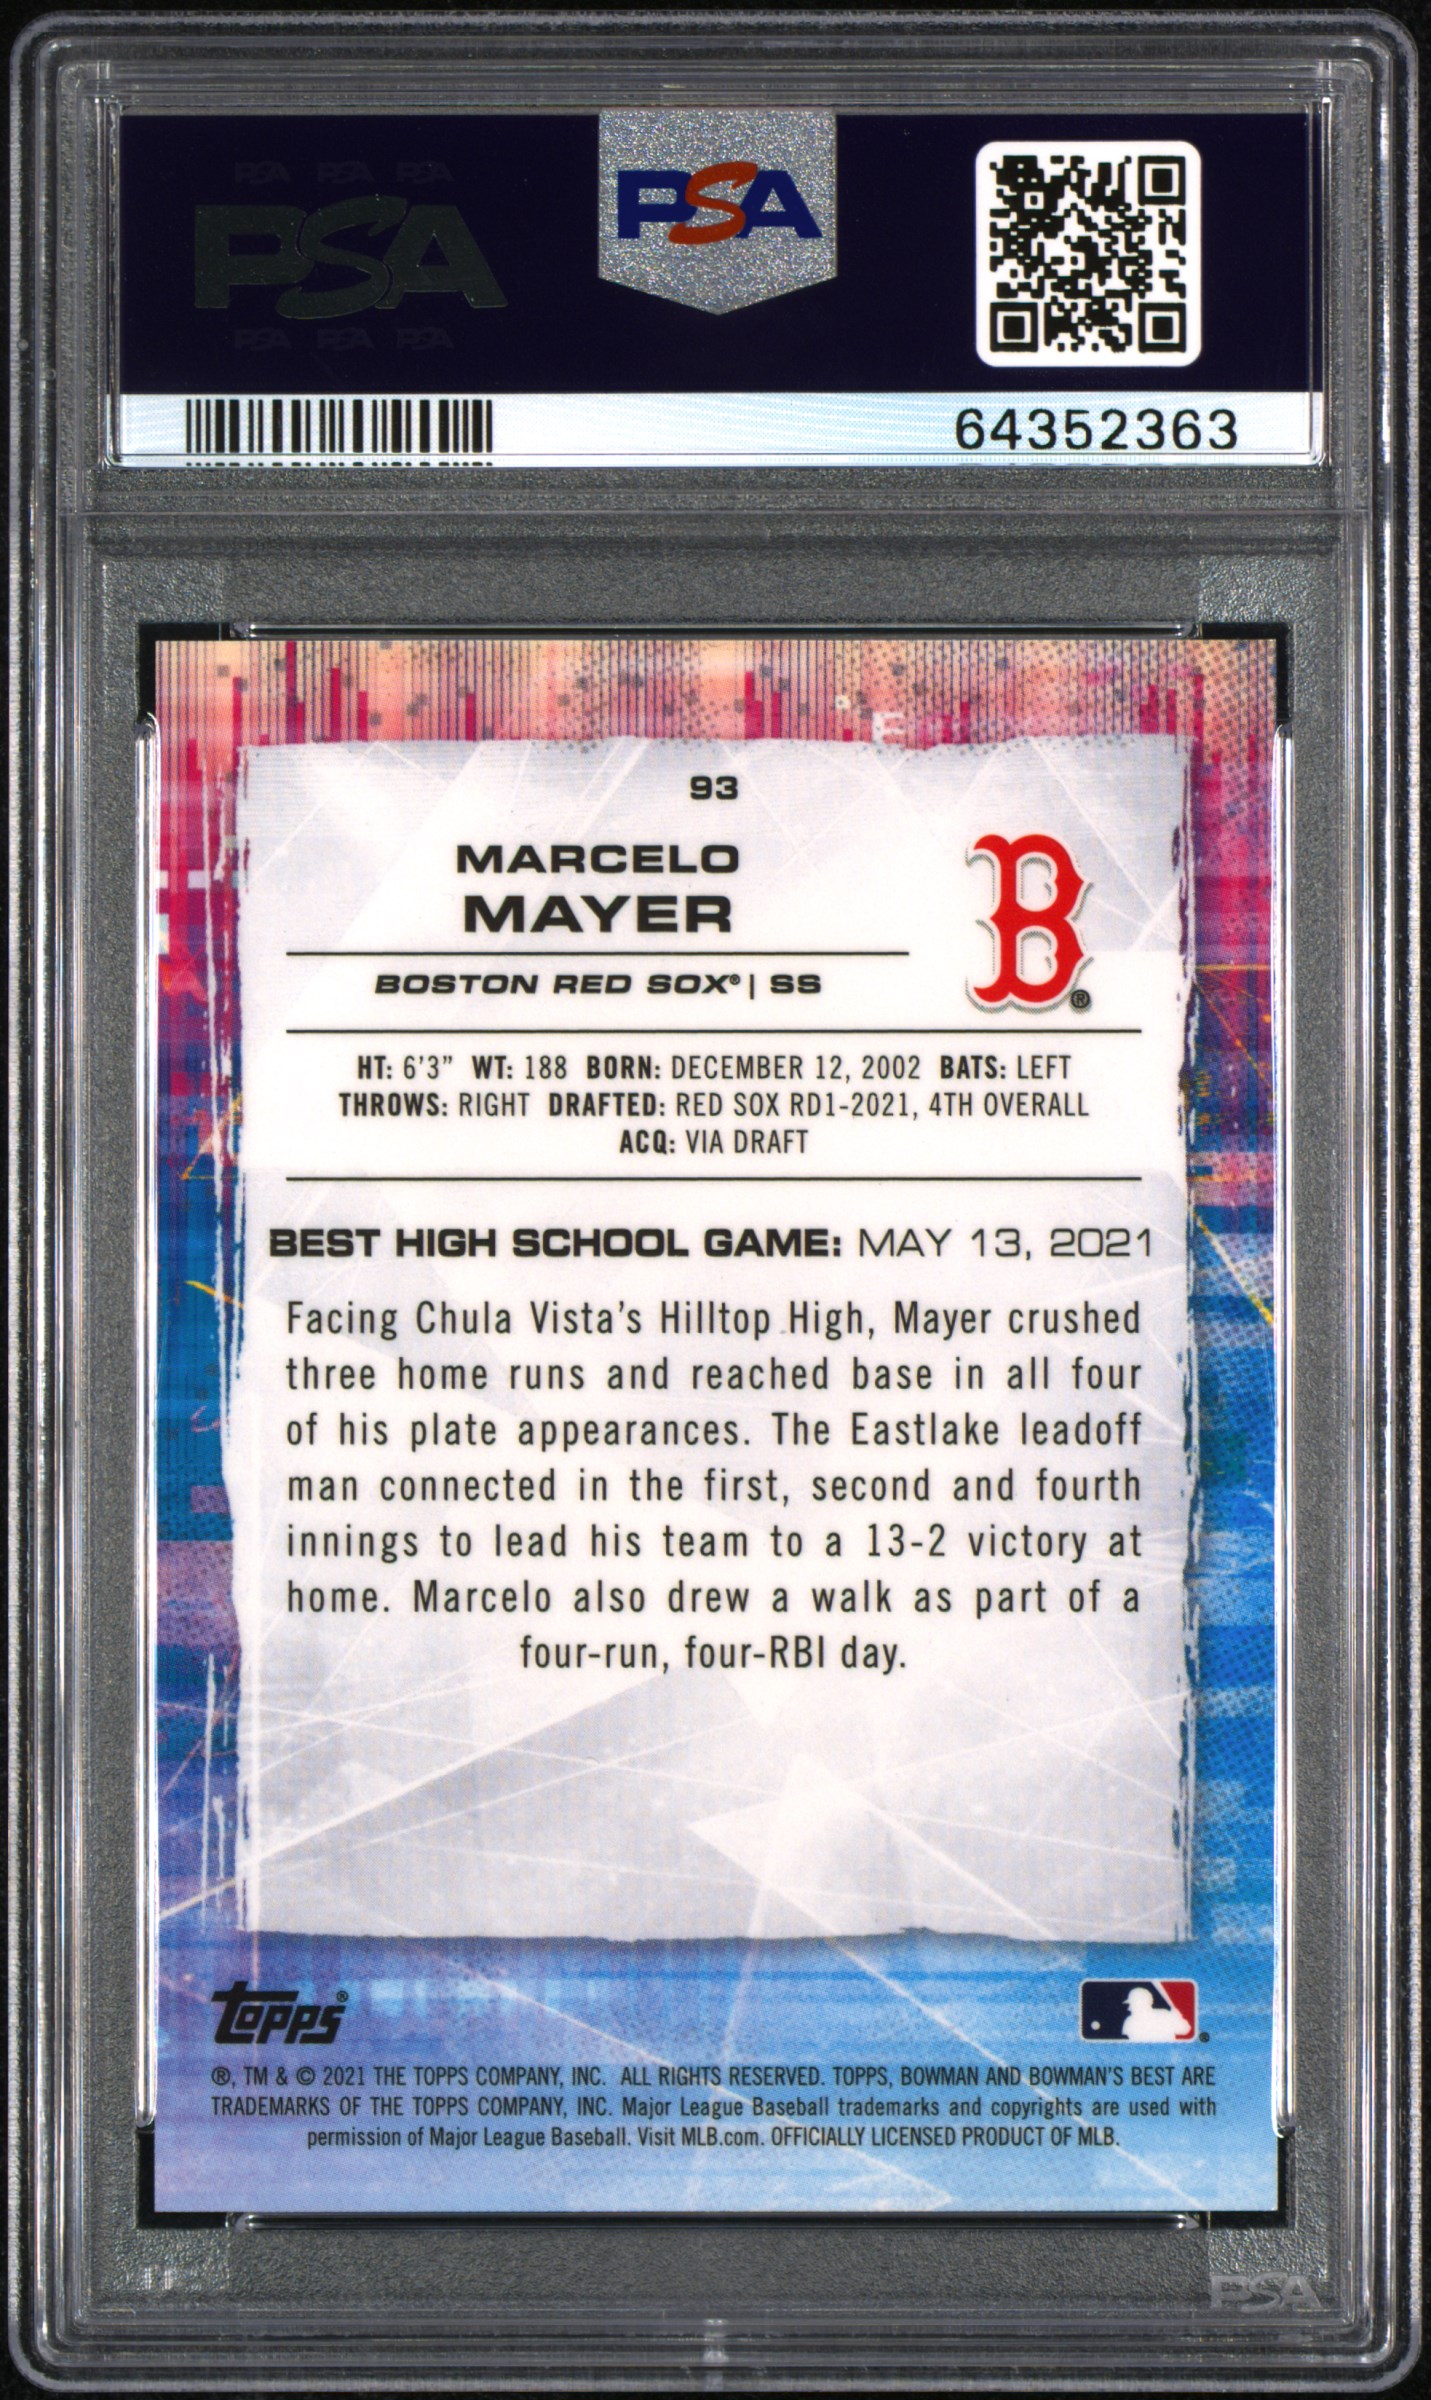 PSA PSA PSA
PSA
PSA PSA PSA
PSA
64352363
93
MARCELO
MAYER
BOSTON RED SOX® | SS
B®
HT: 6'3" WT: 188 BORN: DECEMBER 12, 2002 BATS: LEFT
THROWS: RIGHT DRAFTED: RED SOX RD1-2021, 4TH OVERALL
ACQ: VIA DRAFT
BEST HIGH SCHOOL GAME: MAY 13, 2021
Facing Chula Vista's Hilltop High, Mayer crushed
three home runs and reached base in all four
of his plate appearances. The Eastlake leadoff
man connected in the first, second and fourth
innings to lead his team to a 13-2 victory at
home. Marcelo also drew a walk as part of a
four-run, four-RBI day.
topps®
®, TM & © 2021 THE TOPPS COMPANY, INC. ALL RIGHTS RESERVED. TOPPS, BOWMAN AND BOWMAN'S BEST ARE
TRADEMARKS OF THE TOPPS COMPANY, INC. Major League Baseball trademarks and copyrights are used with
permission of Major League Baseball. Visit MLB.com. OFFICIALLY LICENSED PRODUCT OF MLB.
PSA